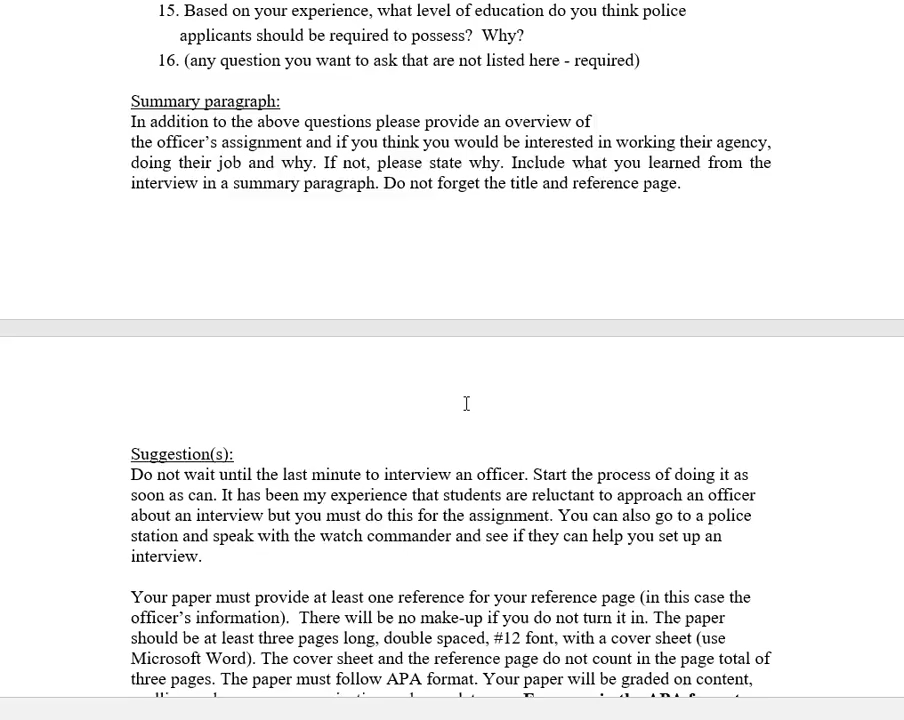 15. Based on your experience, what level of education do you think police
applicants should be required to possess?  Why?
16. (any question you want to ask that are not listed here - required)
Summary paragraph:
In addition to the above questions please provide an overview of
the officer’s assignment and if you think you would be interested in working their agency,
doing their job and why. If not, please state why. Include what you learned from the
interview in a summary paragraph. Do not forget the title and reference page.
Suggestion(s):
Do not wait until the last minute to interview an officer. Start the process of doing it as
soon as can. It has been my experience that students are reluctant to approach an officer
about an interview but you must do this for the assignment. You can also go to a police
station and speak with the watch commander and see if they can help you set up an
interview.
Your paper must provide at least one reference for your reference page (in this case the
officer’s information).  There will be no make-up if you do not turn it in. The paper
should be at least three pages long, double spaced, #12 font, with a cover sheet (use
Microsoft Word). The cover sheet and the reference page do not count in the page total of
three pages. The paper must follow APA format. Your paper will be graded on content,